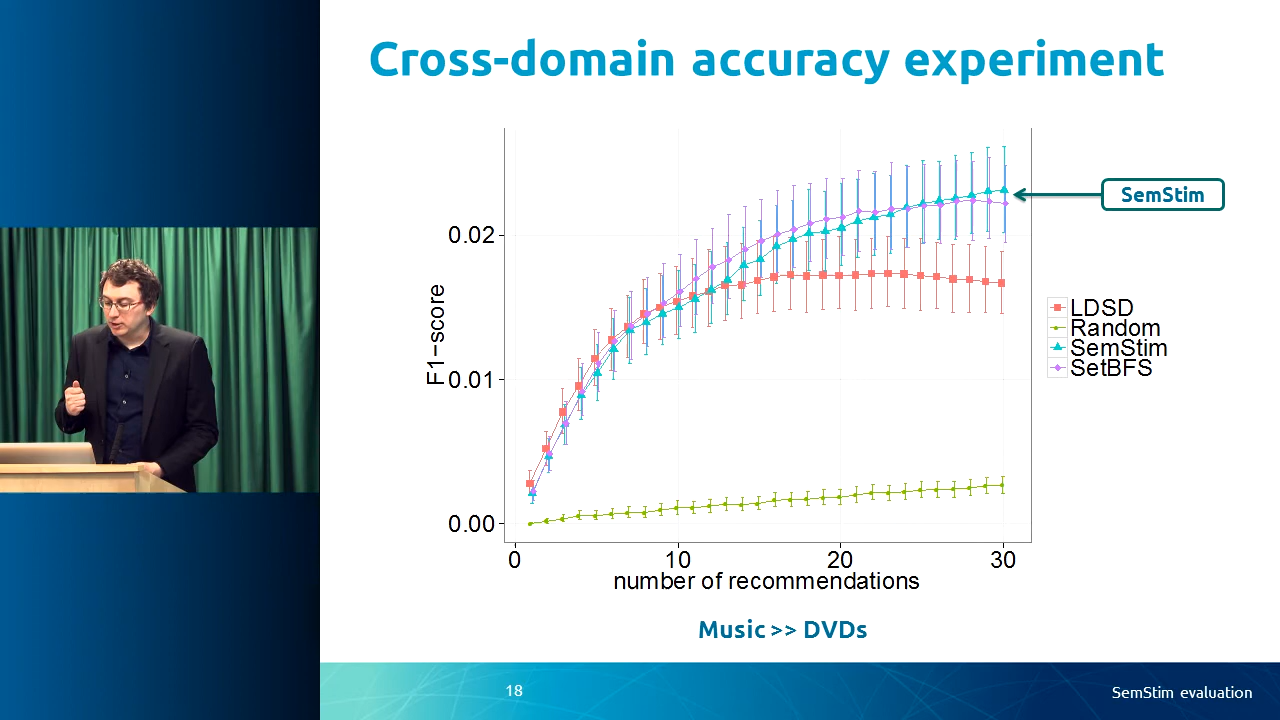 Cross-domain accuracy experiment
SemStim
0.02
0.01
0.00
F1-score
0
10
20
30
number of recommendations
LDSD
Random
SemStim
SetBFS
Music >> DVDs
18
SemStim evaluation